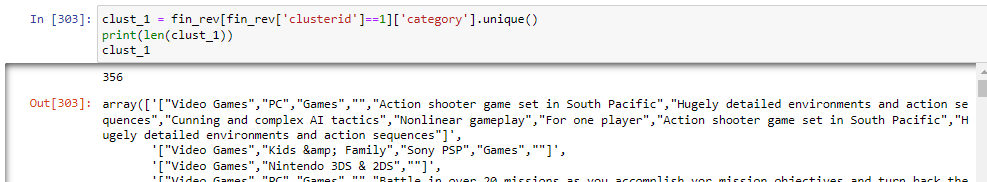 In [303]: clust_1 = fin_rev[fin_rev['clusterid']==1]['category'].unique()
print(len(clust_1))
clust_1
356
Out[303]: array(['["Video Games","PC","Games","","Action shooter game set in South Pacific","Hugely detailed environments and action se
quences","Cunning and complex AI tactics","Nonlinear gameplay","For one player","Action shooter game set in South Pacific","H
ugely detailed environments and action sequences"]',
'["Video Games","Kids &amp; Family","Sony PSP","Games",""]',
'["Video Games","Nintendo 3DS & 2DS",""]',
'["Video Games","PC","Games","","Battle in over 20 missions as you accomplish yor mission objectives and turn back the